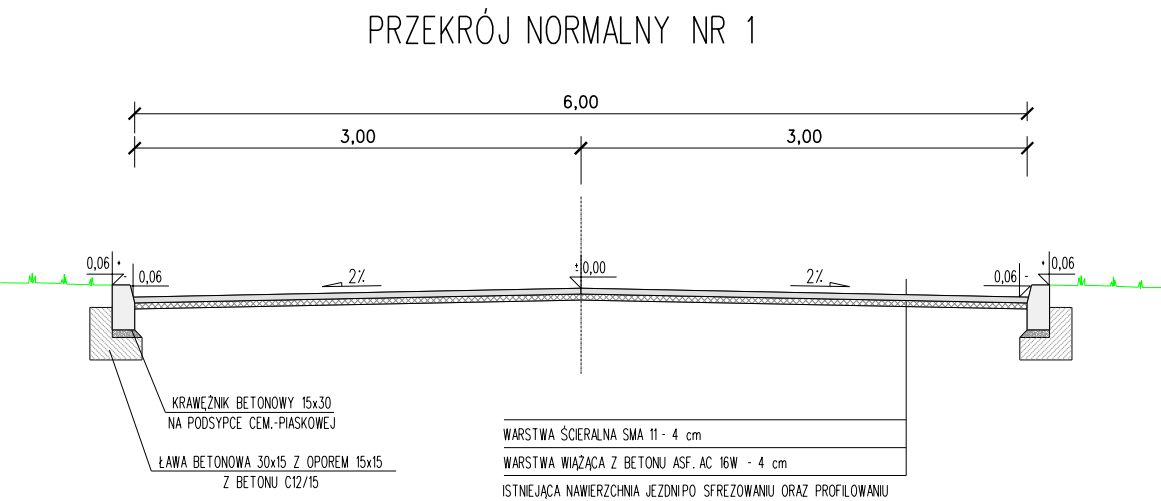 PRZEKRÓJ NORMALNY NR 1
6,00
3,00 3,00
0,06 + - 0,06 2% ±0,00 2% 0,06 - + 0,06
KRAWĘŻNIK BETONOWY 15x30
NA PODSYPCE CEM.-PIASKOWEJ
ŁAWA BETONOWA 30x15 Z OPOREM 15x15
Z BETONU C12/15
WARSTWA ŚCIERALNA SMA 11 - 4 cm
WARSTWA WIĄŻĄCA Z BETONU ASF. AC 16W - 4 cm
ISTNIEJĄCA NAWIERZCHNIA JEZDNI PO SFREZOWANIU ORAZ PROFILOWANIU